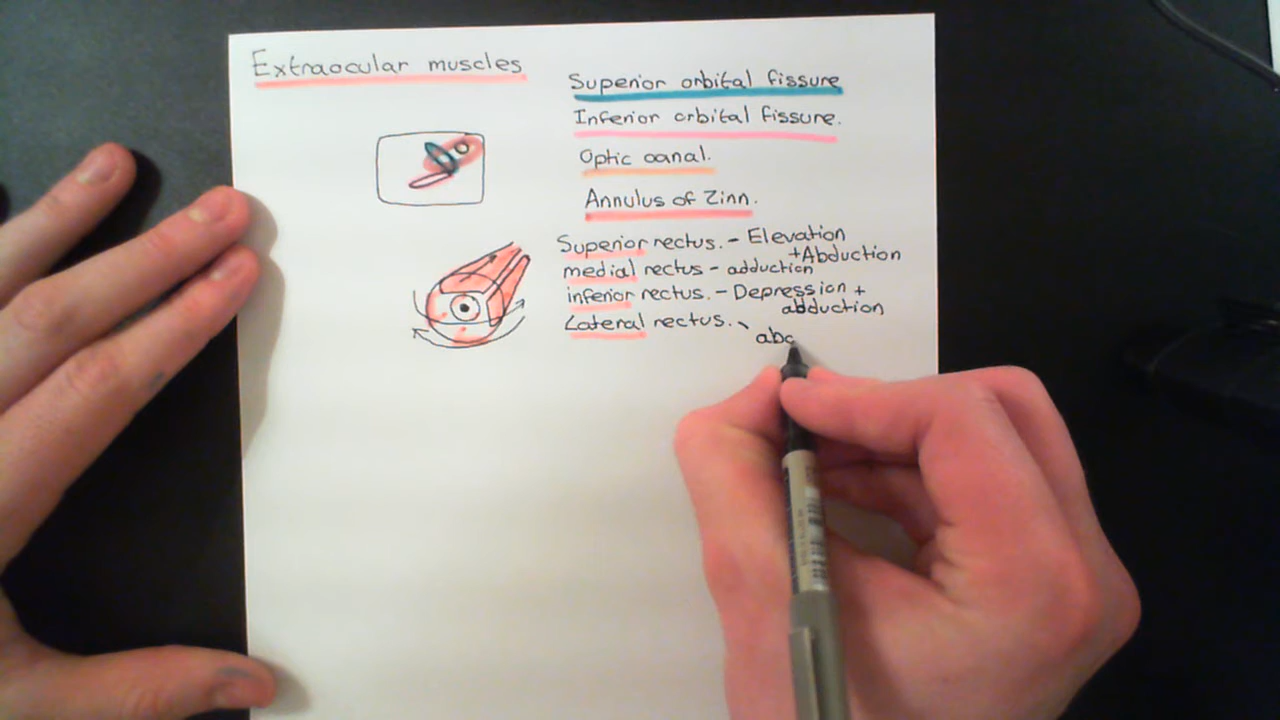 Extraocular muscles
Superior orbital fissure
Inferior orbital fissure.
Optic canal.
Annulus of Zinn.
Superior rectus. - Elevation
+Abduction
medial rectus - adduction
inferior rectus. - Depression +
abduction
Lateral rectus. -
abd